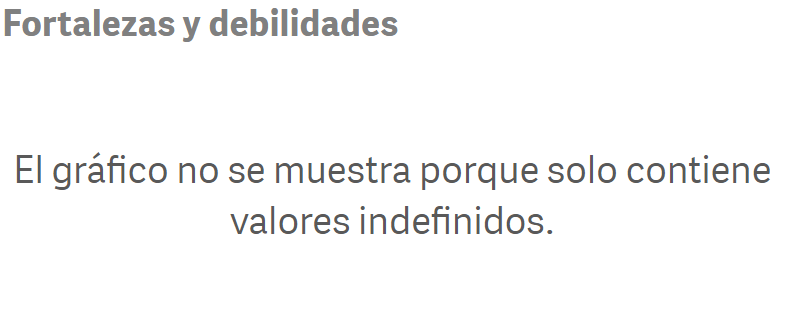 Fortalezas y debilidades
El gráfico no se muestra porque solo contiene
valores indefinidos.